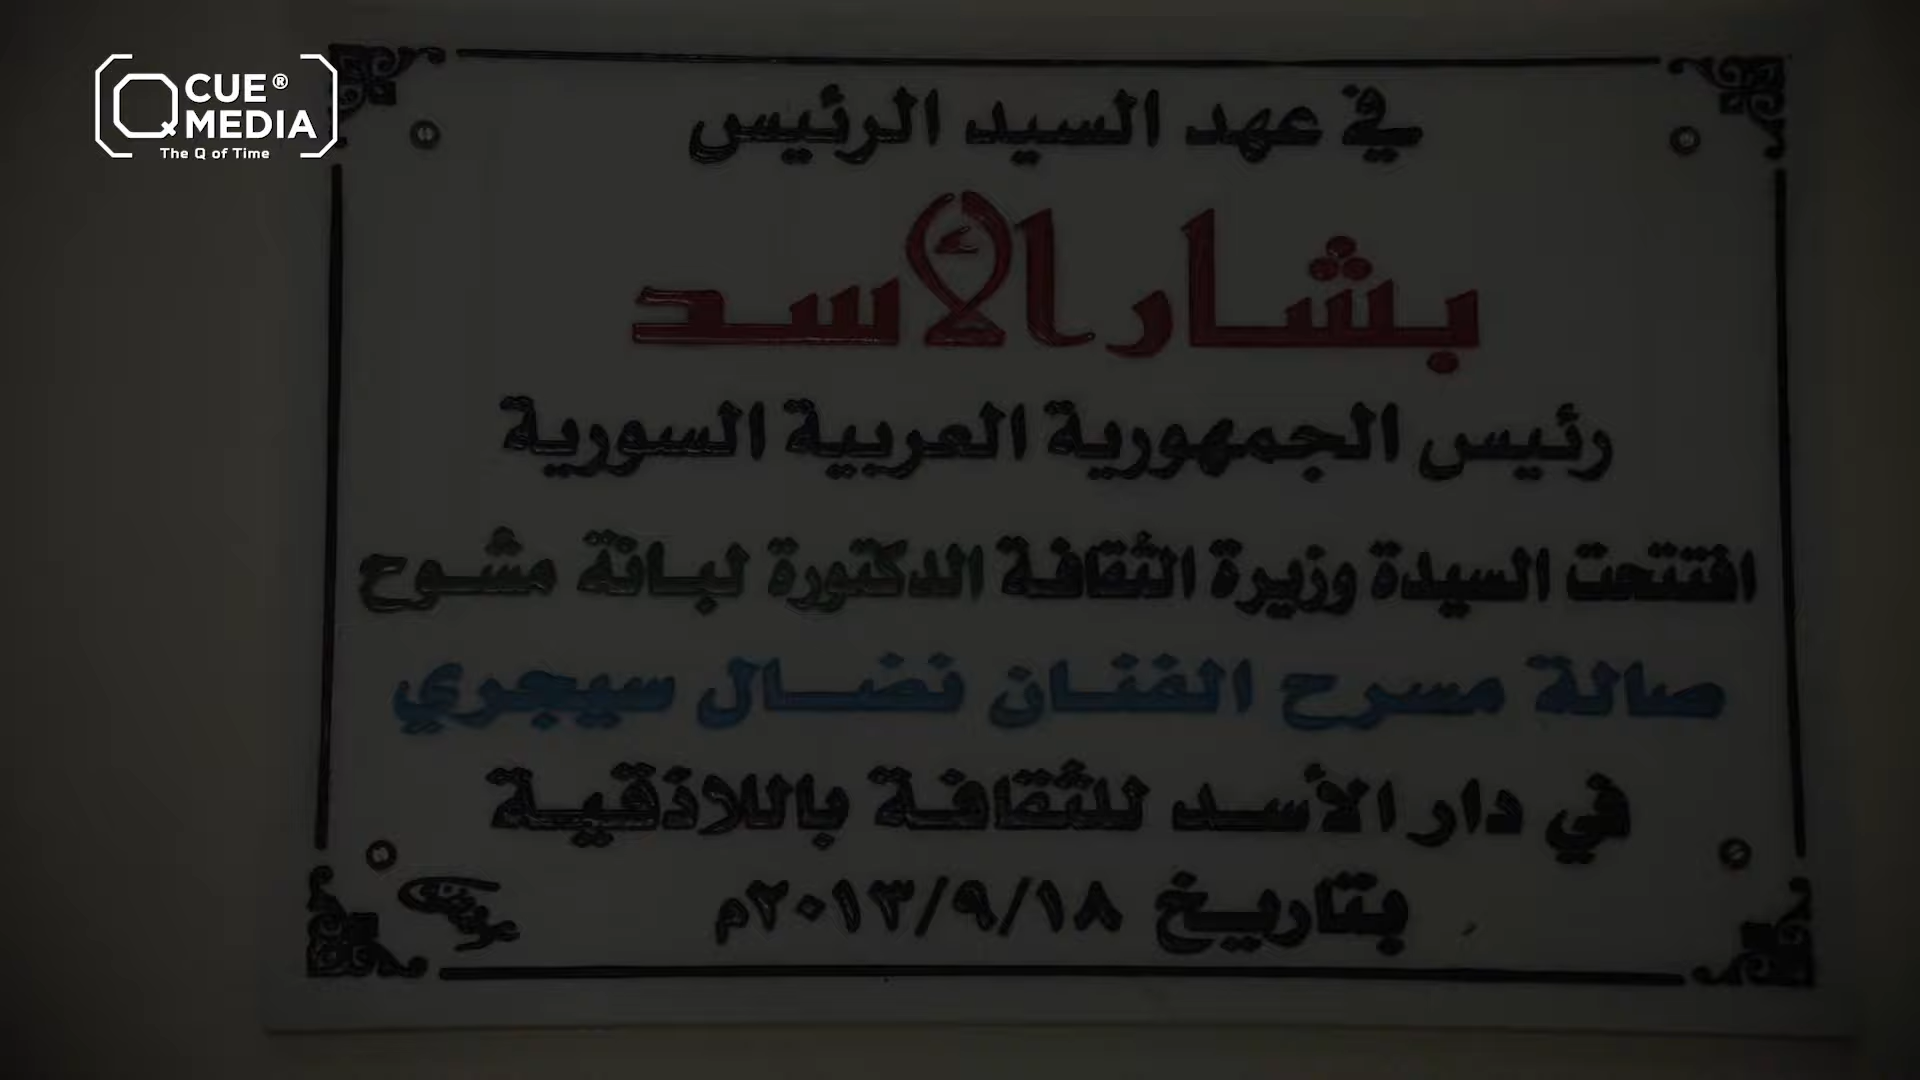 CUE®
MEDIA
The Q of Time
في عهد السيد الرئيس
بشار الأسد
رئيس الجمهورية العربية السورية
افتتحت السيدة وزيرة الثقافة الدكتورة لبانة مشوح
صالة مسرح الفنان نضال سيجري
في دار الأسد للثقافة باللاذقية
بتاريخ ٢٠١٣/٩/١٨م